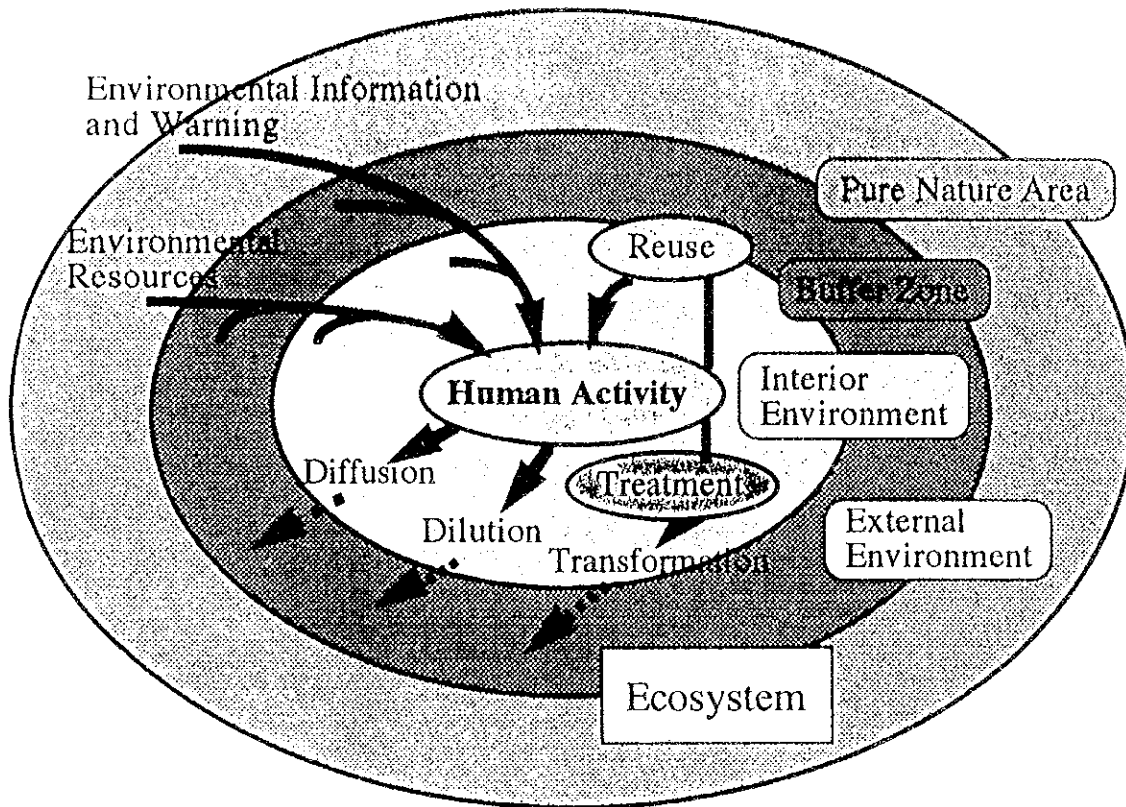 Environmental Information
and Warning
Pure Nature Area
Environmental
Resources
Reuse
Buffer Zone
Human Activity
Interior
Environment
Diffusion
Treatment
Dilution
External
Environment
Transformation
Ecosystem